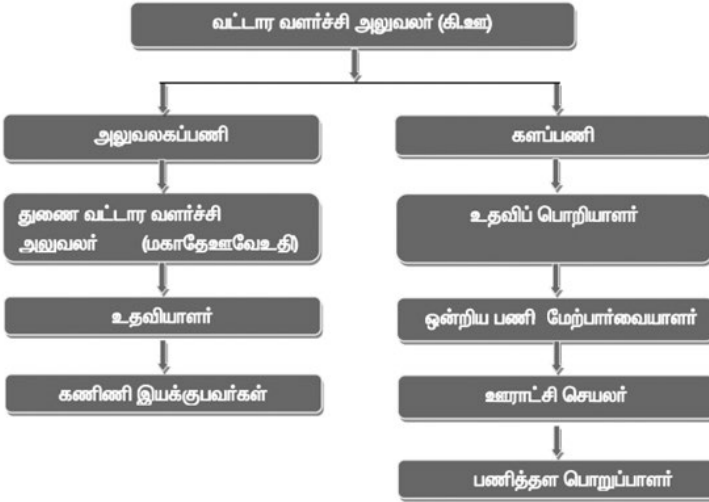 வட்டார வளர்ச்சி அலுவலர் (கி.ஊ)
அலுவலகப்பணி
துணை வட்டார வளர்ச்சி
அலுவலர் (மகாதேஊவேஉதி)
உதவியாளர்
கணிணி இயக்குபவர்கள்
களப்பணி
உதவிப் பொறியாளர்
ஒன்றிய பணி மேற்பார்வையாளர்
ஊராட்சி செயலர்
பணித்தள பொறுப்பாளர்